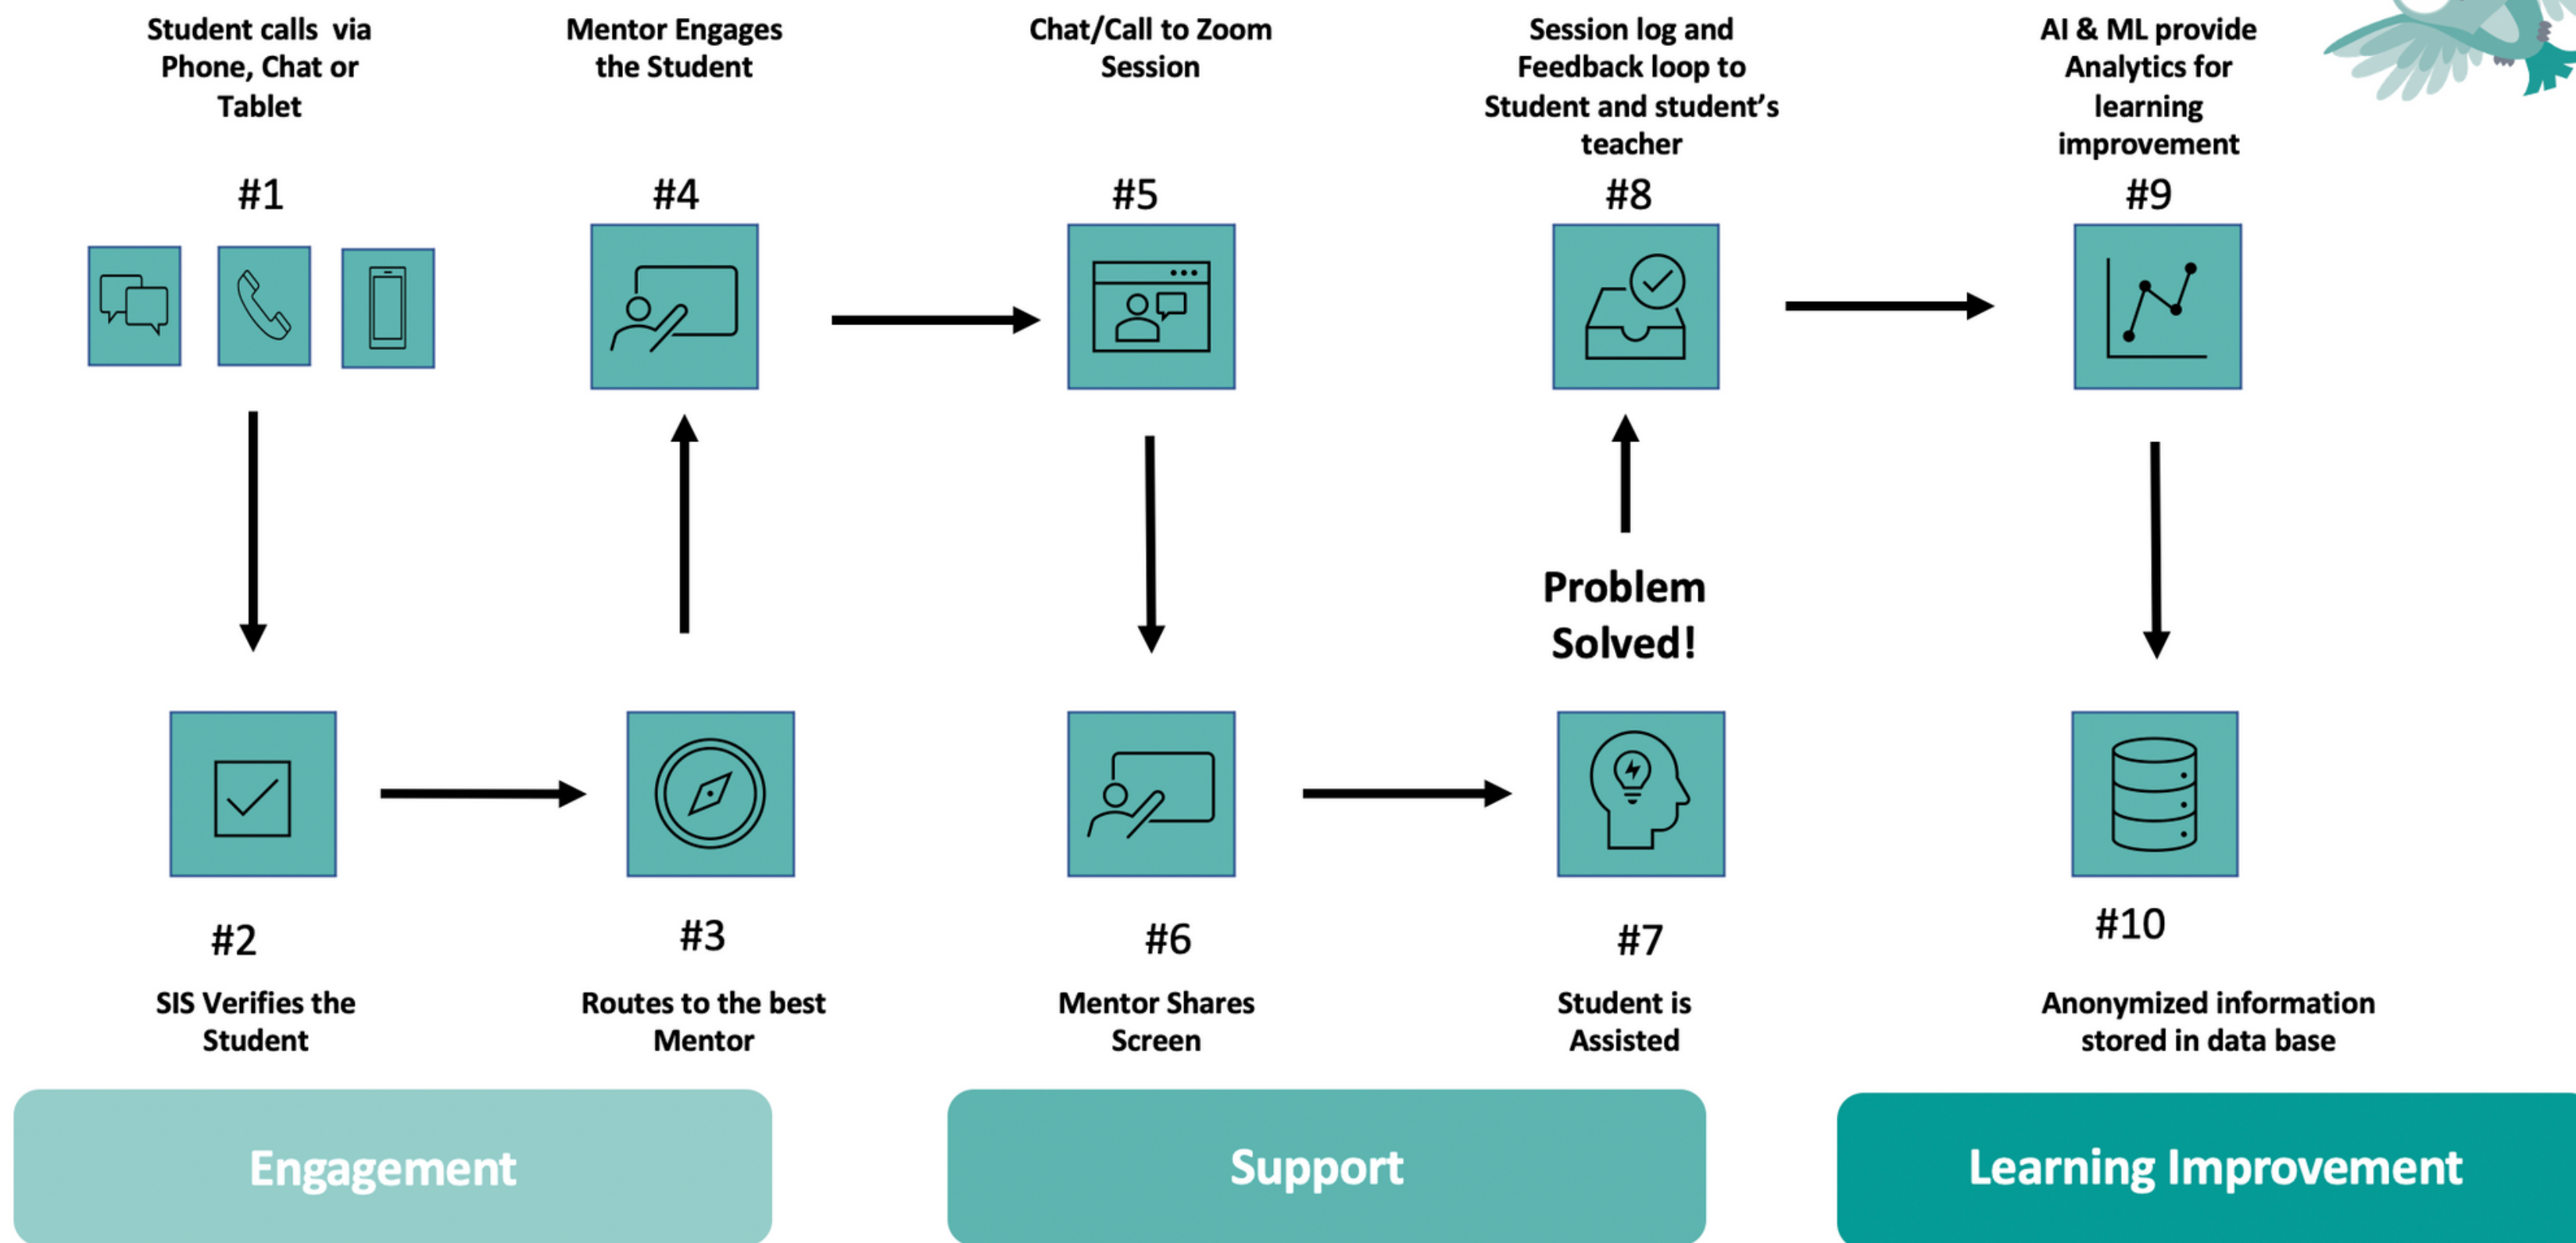 Student calls via
Phone, Chat or
Tablet
#1
Mentor Engages
the Student
#4
Chat/Call to Zoom
Session
#5
Session log and
Feedback loop to
Student and student’s
teacher
#8
AI & ML provide
Analytics for
learning
improvement
#9
Problem
Solved!
#2
SIS Verifies the
Student
#3
Routes to the best
Mentor
#6
Mentor Shares
Screen
#7
Student is
Assisted
#10
Anonymized information
stored in data base
Engagement
Support
Learning Improvement